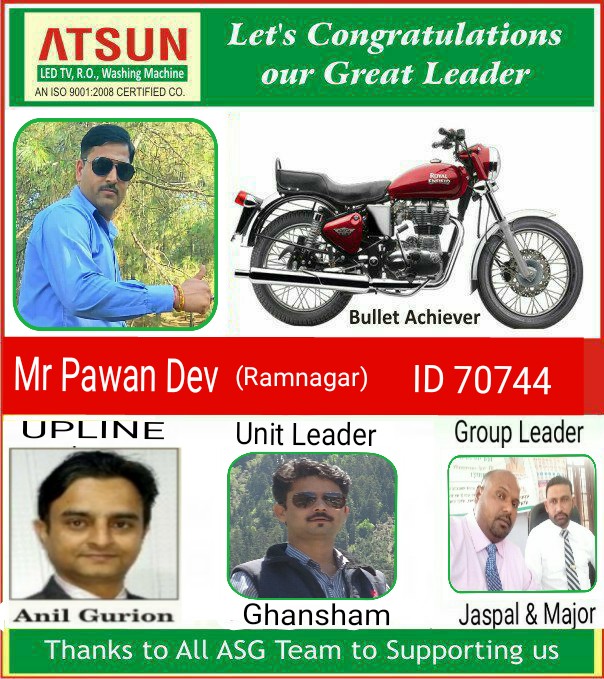 ATSUN
LED TV, R.O., Washing Machine
AN ISO 9001:2008 CERTIFIED CO.
Let's Congratulations
our Great Leader
ROYAL
ENFIELD
Bullet Achiever
Mr Pawan Dev (Ramnagar) ID 70744
UPLINE
Unit Leader
Group Leader
Anil Gurion
Ghansham
Jaspal & Major
Thanks to All ASG Team to Supporting us